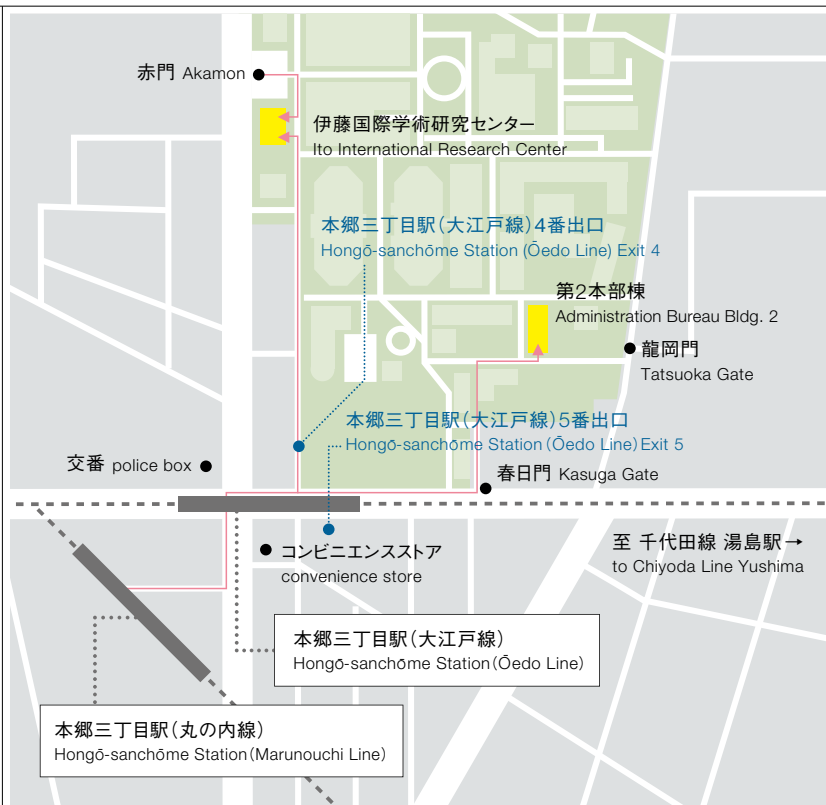 赤門 Akamon
伊藤国際学術研究センター
Ito International Research Center
本郷三丁目駅(大江戸線)4番出口
Hongō-sanchōme Station (Ōedo Line) Exit 4
第2本部棟
Administration Bureau Bldg. 2
龍岡門
Tatsuoka Gate
本郷三丁目駅(大江戸線)5番出口
Hongō-sanchōme Station (Ōedo Line) Exit 5
交番 police box
春日門 Kasuga Gate
コンビニエンスストア
convenience store
至 千代田線 湯島駅→
to Chiyoda Line Yushima
本郷三丁目駅(大江戸線)
Hongō-sanchōme Station(Ōedo Line)
本郷三丁目駅(丸の内線)
Hongō-sanchōme Station(Marunouchi Line)